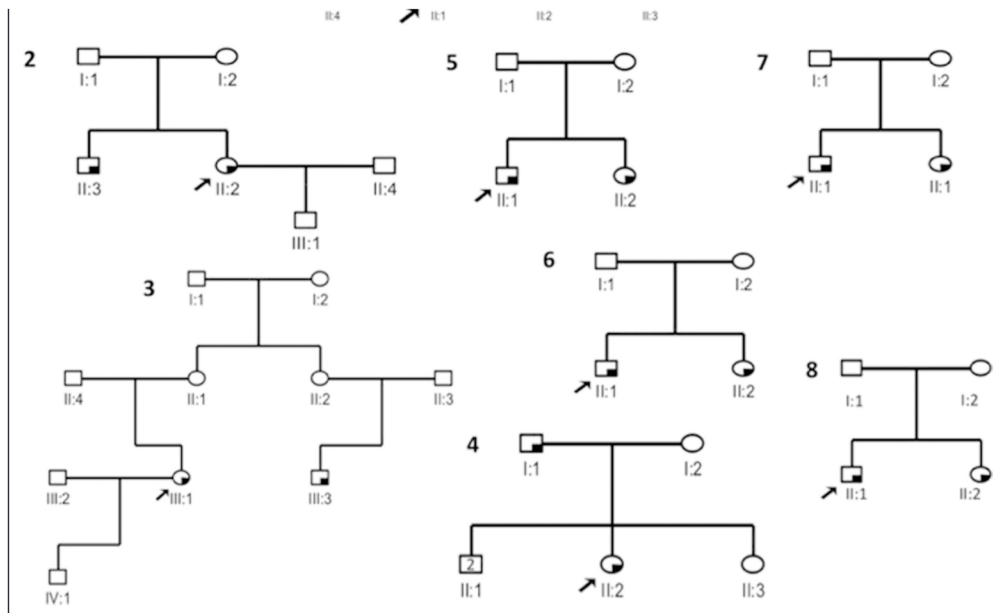 II:4 II:1 II:2 II:3
2
I:1 I:2
II:3 II:2 II:4
III:1
5
I:1 I:2
II:1 II:2
7
I:1 I:2
II:1 II:1
3
I:1 I:2
II:4 II:1 II:2 II:3
III:2 III:1 III:3
IV:1
6
I:1 I:2
II:1 II:2
4
I:1 I:2
2
II:1 II:2 II:3
8
I:1 I:2
II:1 II:2